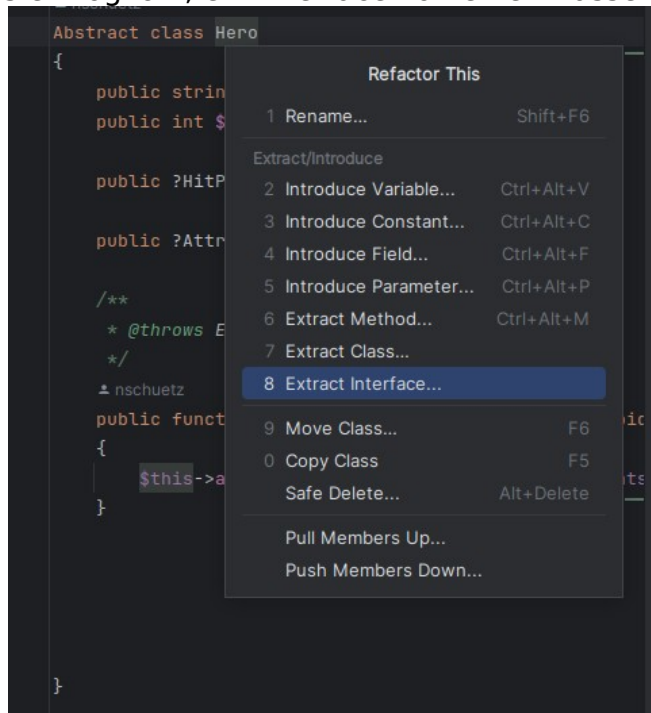 Abstract class Hero
{
public strin
public int $
public ?HitP
public ?Attr
/**
* @throws E
*/
nschuetz
public funct
{
$this->a
}
}
Refactor This
1 Rename... Shift+F6
Extract/Introduce
2 Introduce Variable... Ctrl+Alt+V
3 Introduce Constant... Ctrl+Alt+C
4 Introduce Field... Ctrl+Alt+F
5 Introduce Parameter... Ctrl+Alt+P
6 Extract Method... Ctrl+Alt+M
7 Extract Class...
8 Extract Interface...
9 Move Class... F6
0 Copy Class F5
Safe Delete... Alt+Delete
Pull Members Up...
Push Members Down...